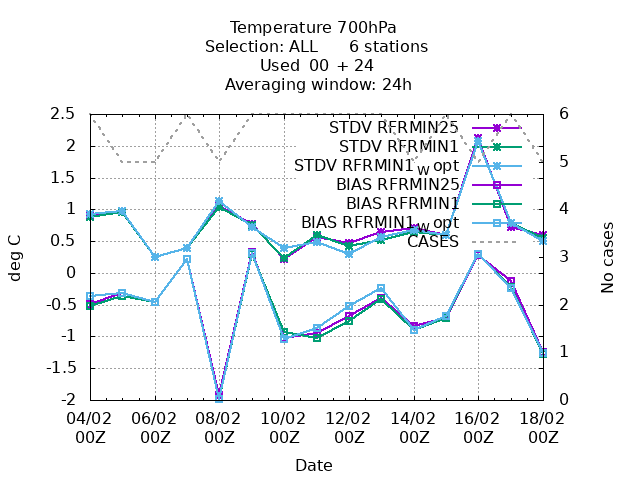 Temperature 700hPa
Selection: ALL 6 stations
Used 00 + 24
Averaging window: 24h
2.5
2
1.5
1
0.5
0
-0.5
-1
-1.5
-2
deg C
STDV RFRMIN25
STDV RFRMIN1
STDV RFRMIN1_w opt
BIAS RFRMIN25
BIAS RFRMIN1
BIAS RFRMIN1_w opt
CASES
6
5
4
3
2
1
0
No cases
04/02 06/02 08/02 10/02 12/02 14/02 16/02 18/02
00Z 00Z 00Z 00Z 00Z 00Z 00Z 00Z
Date